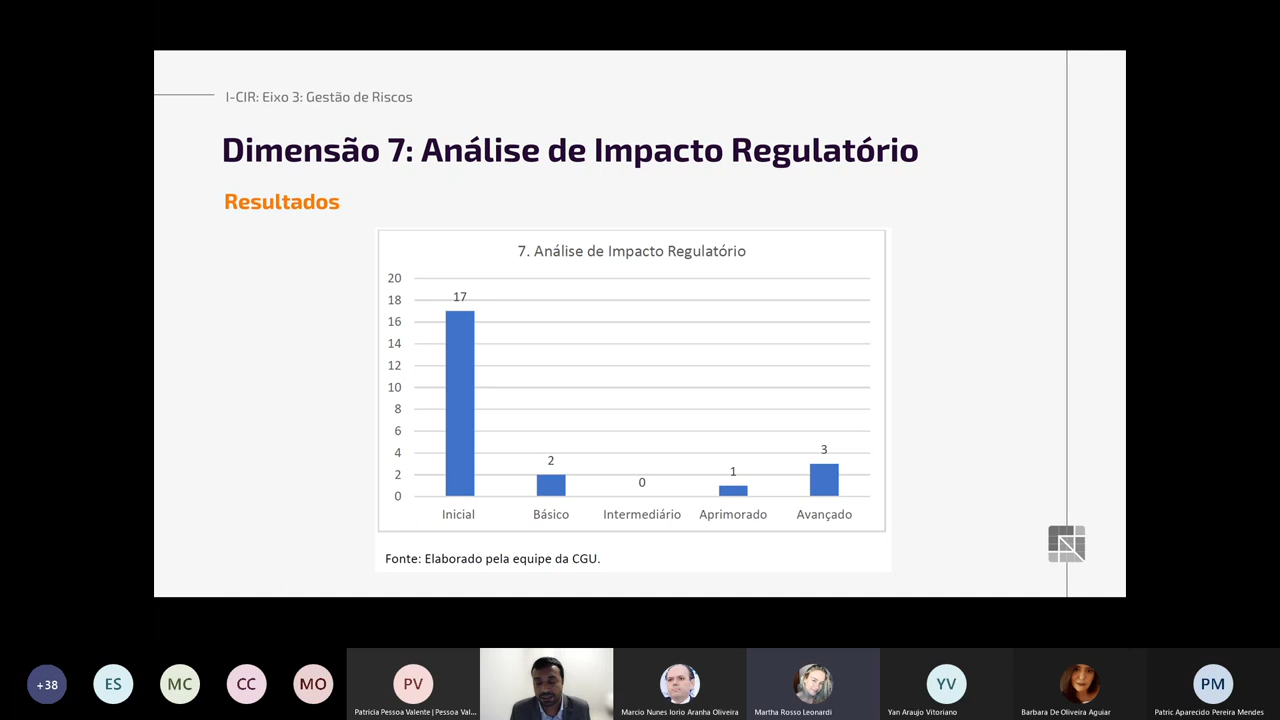 I-CIR: Eixo 3: Gestão de Riscos
Dimensão 7: Análise de Impacto Regulatório
Resultados
7. Análise de Impacto Regulatório
20
18
16
14
12
10
8
6
4
2
0
17
2
0
1
3
Inicial Básico Intermediário Aprimorado Avançado
Fonte: Elaborado pela equipe da CGU.
+38 ES MC CC MO PV YV PM
Patricia Pessoa Valente | Pessoa Val... Marcio Nunes Iorio Aranha Oliveira Martha Rosso Leonardi Yan Araujo Vitoriano Barbara De Oliveira Aguiar Patric Aparecido Pereira Mendes